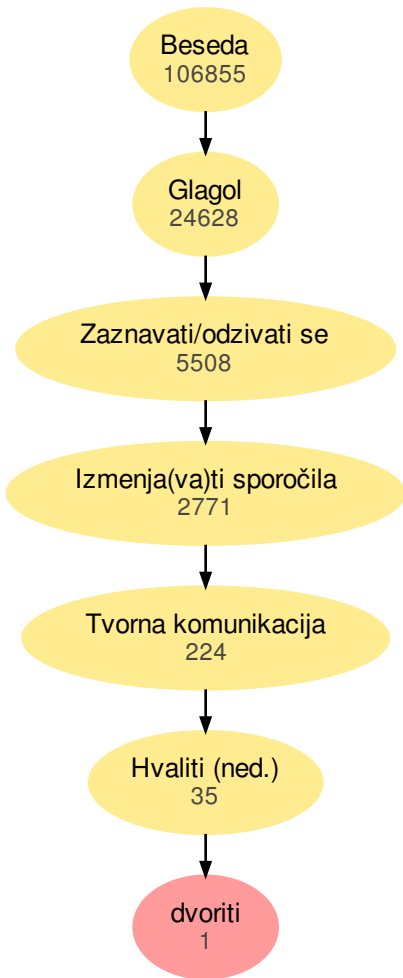 Beseda
106855
Glagol
24628
Zaznavati/odzivati se
5508
Izmenja(va)ti sporočila
2771
Tvorna komunikacija
224
Hvaliti (ned.)
35
dvoriti
1